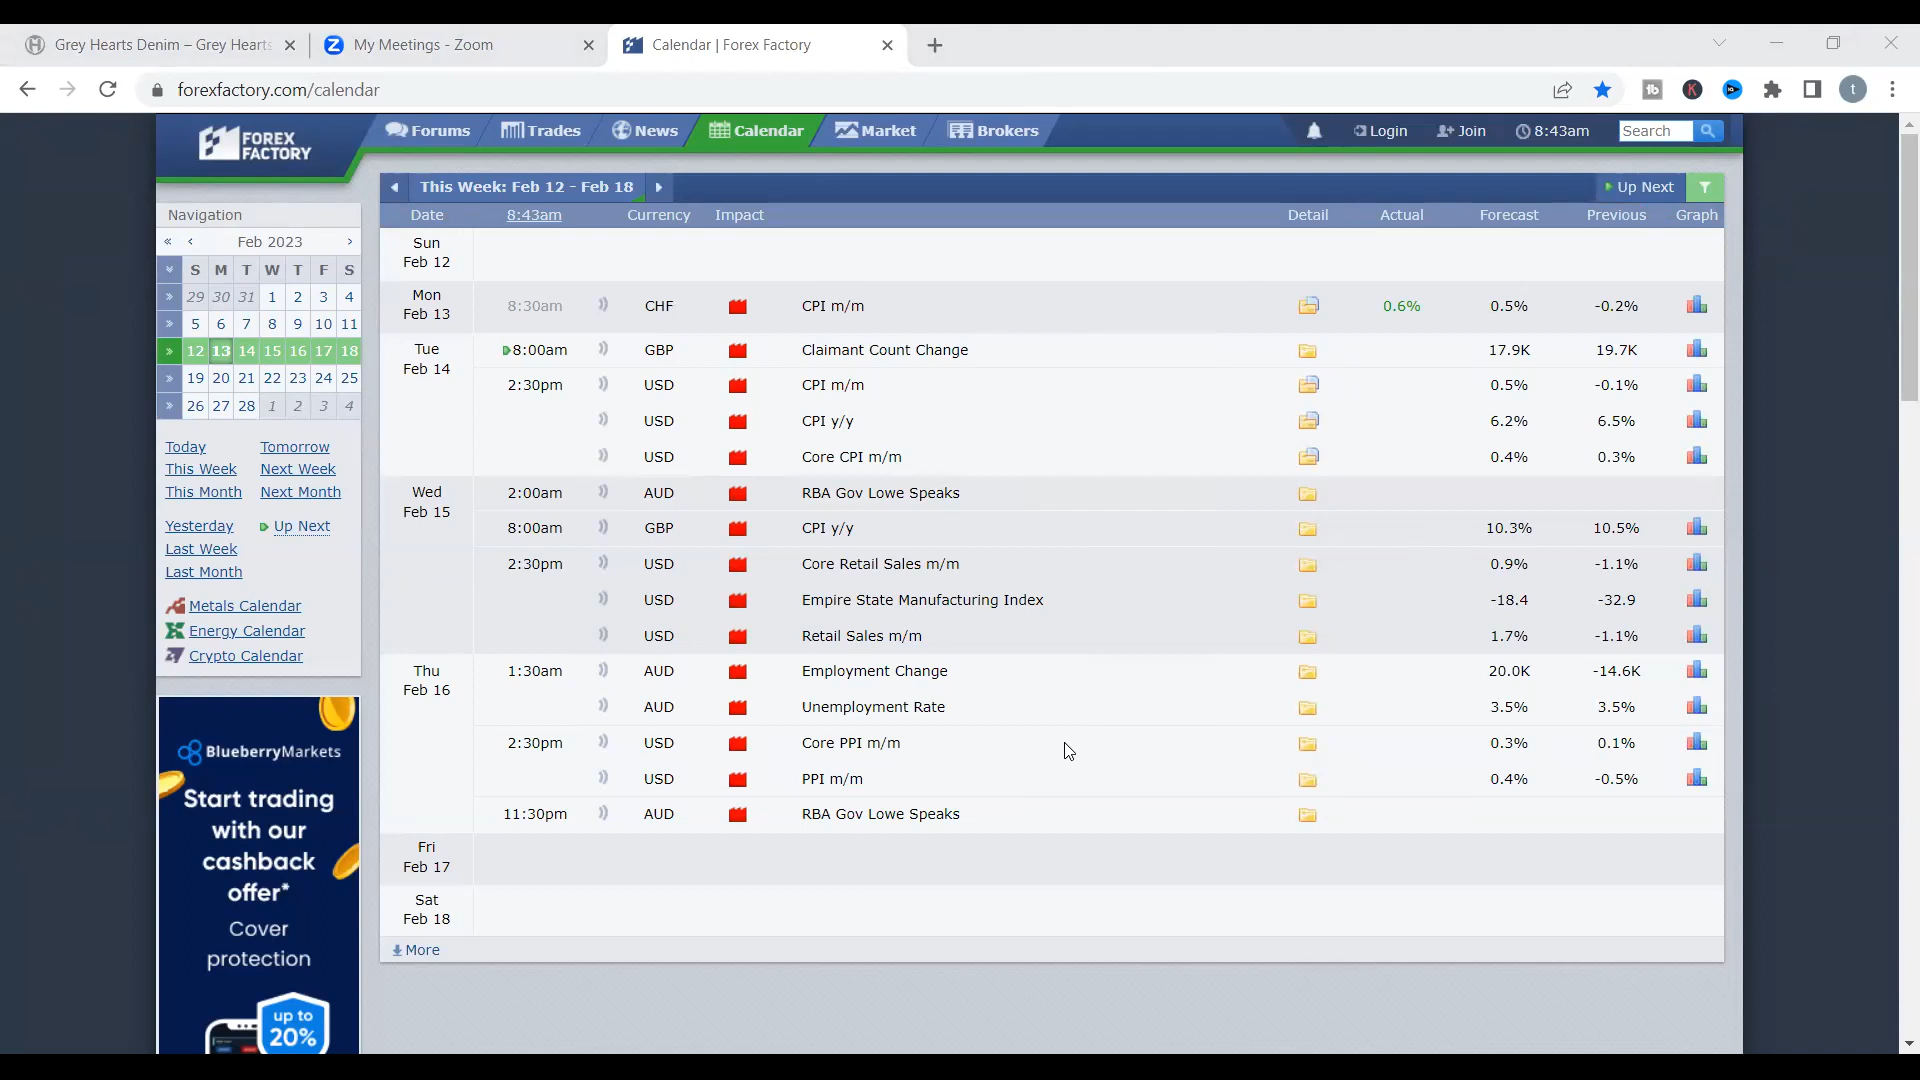 Grey Hearts Denim – Grey Hearts
My Meetings - Zoom
Calendar | Forex Factory
forexfactory.com/calendar
t
FOREX FACTORY
Forums Trades News Calendar Market Brokers
Login Join 8:43am Search
This Week: Feb 12 - Feb 18 Up Next
Date 8:43am Currency Impact Detail Actual Forecast Previous Graph
Sun Feb 12
Mon Feb 13 8:30am CHF CPI m/m 0.6% 0.5% -0.2%
Tue Feb 14 8:00am GBP Claimant Count Change 17.9K 19.7K
2:30pm USD CPI m/m 0.5% -0.1%
USD CPI y/y 6.2% 6.5%
USD Core CPI m/m 0.4% 0.3%
Wed Feb 15 2:00am AUD RBA Gov Lowe Speaks
8:00am GBP CPI y/y 10.3% 10.5%
2:30pm USD Core Retail Sales m/m 0.9% -1.1%
USD Empire State Manufacturing Index -18.4 -32.9
USD Retail Sales m/m 1.7% -1.1%
Thu Feb 16 1:30am AUD Employment Change 20.0K -14.6K
AUD Unemployment Rate 3.5% 3.5%
2:30pm USD Core PPI m/m 0.3% 0.1%
USD PPI m/m 0.4% -0.5%
11:30pm AUD RBA Gov Lowe Speaks
Fri Feb 17
Sat Feb 18
More
Navigation
« ‹ Feb 2023 ›
S M T W T F S
» 29 30 31 1 2 3 4
» 5 6 7 8 9 10 11
» 12 13 14 15 16 17 18
» 19 20 21 22 23 24 25
» 26 27 28 1 2 3 4
Today Tomorrow
This Week Next Week
This Month Next Month
Yesterday Up Next
Last Week
Last Month
Metals Calendar
Energy Calendar
Crypto Calendar
BlueberryMarkets
Start trading
with our
cashback
offer*
Cover
protection
up to
20%